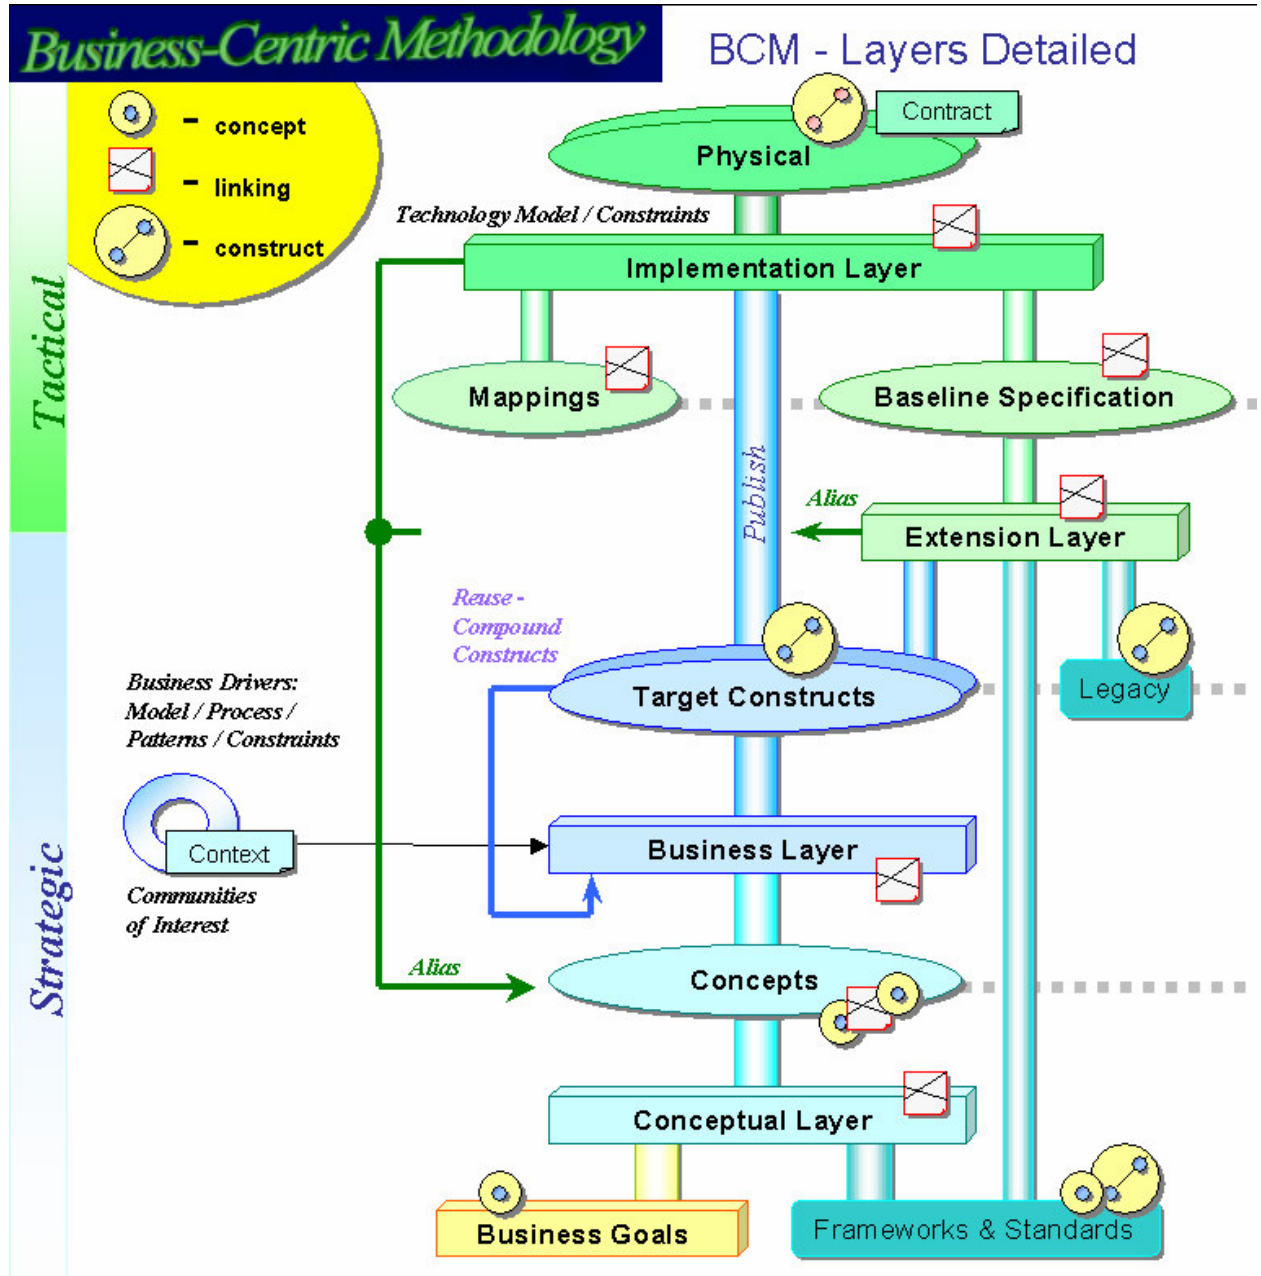 Business-Centric Methodology
BCM - Layers Detailed
- concept
- linking
- construct
Contract
Physical
Technology Model / Constraints
Implementation Layer
Tactical
Mappings
Baseline Specification
Publish
Alias
Extension Layer
Reuse -
Compound
Constructs
Target Constructs
Legacy
Business Drivers:
Model / Process /
Patterns / Constraints
Context
Communities
of Interest
Business Layer
Strategic
Alias
Concepts
Conceptual Layer
Business Goals
Frameworks & Standards